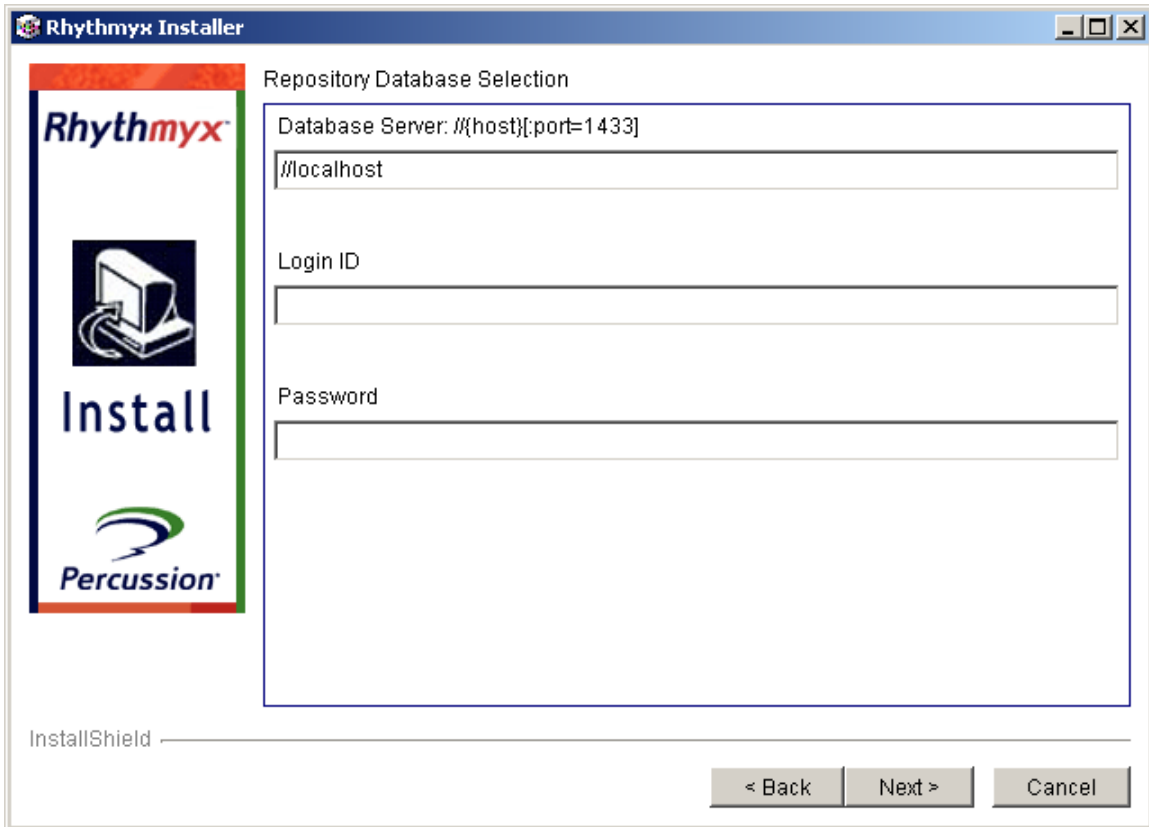 Rhythmyx Installer
Rhythmyx
Install
Percussion
Repository Database Selection
Database Server: //{host}[:port=1433]
//localhost
Login ID
Password
InstallShield
< Back
Next >
Cancel